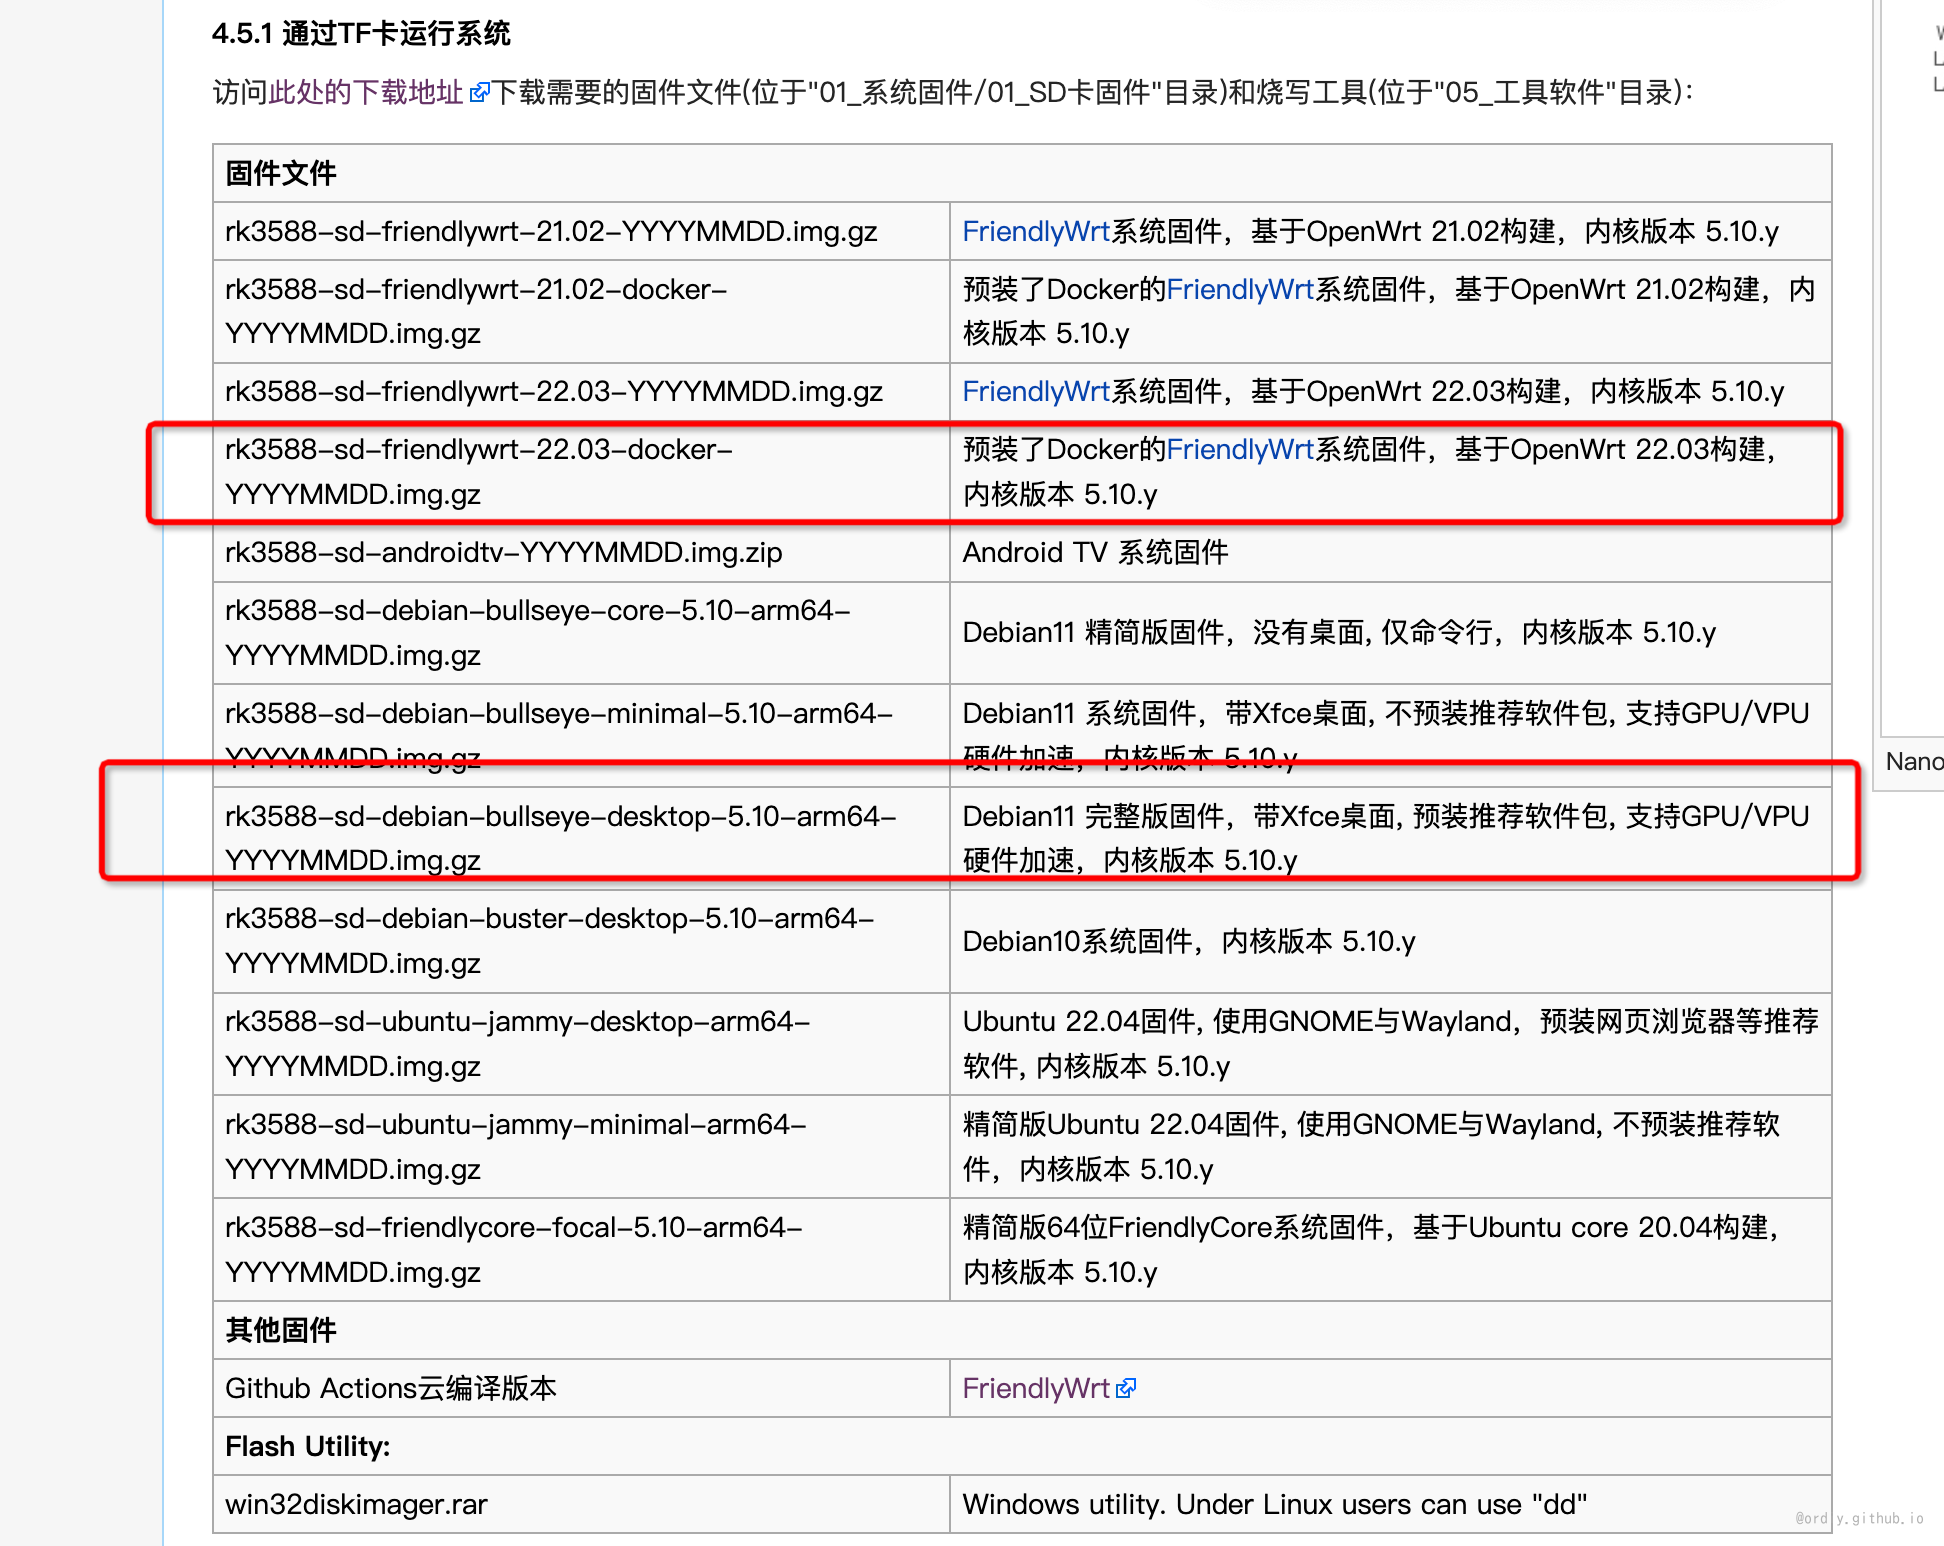 4.5.1 通过TF卡运行系统
访问此处的下载地址下载需要的固件文件(位于"01_系统固件/01_SD卡固件"目录)和烧写工具(位于"05_工具软件"目录):
固件文件
rk3588-sd-friendlywrt-21.02-YYYYMMDD.img.gz
FriendlyWrt系统固件，基于OpenWrt 21.02构建，内核版本 5.10.y
rk3588-sd-friendlywrt-21.02-docker-
YYYYMMDD.img.gz
预装了Docker的FriendlyWrt系统固件，基于OpenWrt 21.02构建，内
核版本 5.10.y
rk3588-sd-friendlywrt-22.03-YYYYMMDD.img.gz
FriendlyWrt系统固件，基于OpenWrt 22.03构建，内核版本 5.10.y
rk3588-sd-friendlywrt-22.03-docker-
YYYYMMDD.img.gz
预装了Docker的FriendlyWrt系统固件，基于OpenWrt 22.03构建，
内核版本 5.10.y
rk3588-sd-androidtv-YYYYMMDD.img.zip
Android TV 系统固件
rk3588-sd-debian-bullseye-core-5.10-arm64-
YYYYMMDD.img.gz
Debian11 精简版固件，没有桌面, 仅命令行，内核版本 5.10.y
rk3588-sd-debian-bullseye-minimal-5.10-arm64-
YYYYMMDD.img.gz
Debian11 系统固件，带Xfce桌面, 不预装推荐软件包, 支持GPU/VPU
硬件加速，内核版本 5.10.y
rk3588-sd-debian-bullseye-desktop-5.10-arm64-
YYYYMMDD.img.gz
Debian11 完整版固件，带Xfce桌面, 预装推荐软件包, 支持GPU/VPU
硬件加速，内核版本 5.10.y
rk3588-sd-debian-buster-desktop-5.10-arm64-
YYYYMMDD.img.gz
Debian10系统固件，内核版本 5.10.y
rk3588-sd-ubuntu-jammy-desktop-arm64-
YYYYMMDD.img.gz
Ubuntu 22.04固件, 使用GNOME与Wayland，预装网页浏览器等推荐
软件, 内核版本 5.10.y
rk3588-sd-ubuntu-jammy-minimal-arm64-
YYYYMMDD.img.gz
精简版Ubuntu 22.04固件, 使用GNOME与Wayland, 不预装推荐软
件，内核版本 5.10.y
rk3588-sd-friendlycore-focal-5.10-arm64-
YYYYMMDD.img.gz
精简版64位FriendlyCore系统固件，基于Ubuntu core 20.04构建，
内核版本 5.10.y
其他固件
Github Actions云编译版本
FriendlyWrt
Flash Utility:
win32diskimager.rar
Windows utility. Under Linux users can use "dd"
Nano